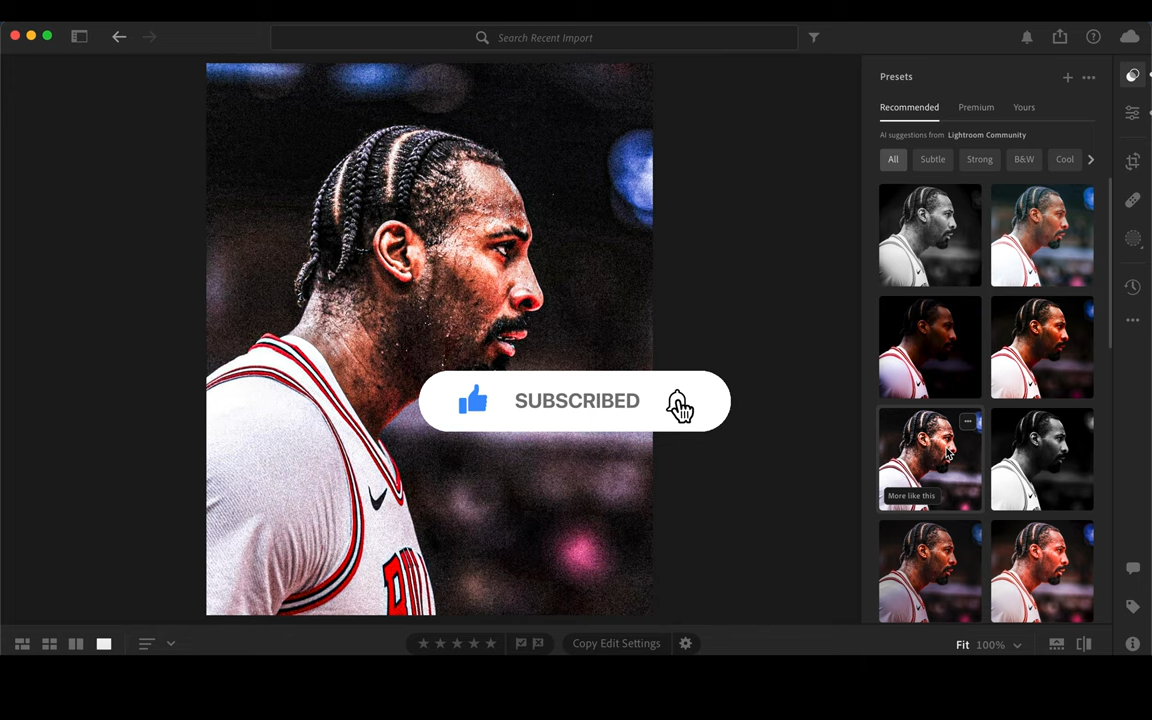 Search Recent Import
Presets
Recommended
Premium
Yours
AI suggestions from Lightroom Community
All
Subtle
Strong
B&W
Cool
SUBSCRIBED
More like this
Copy Edit Settings
Fit
100%